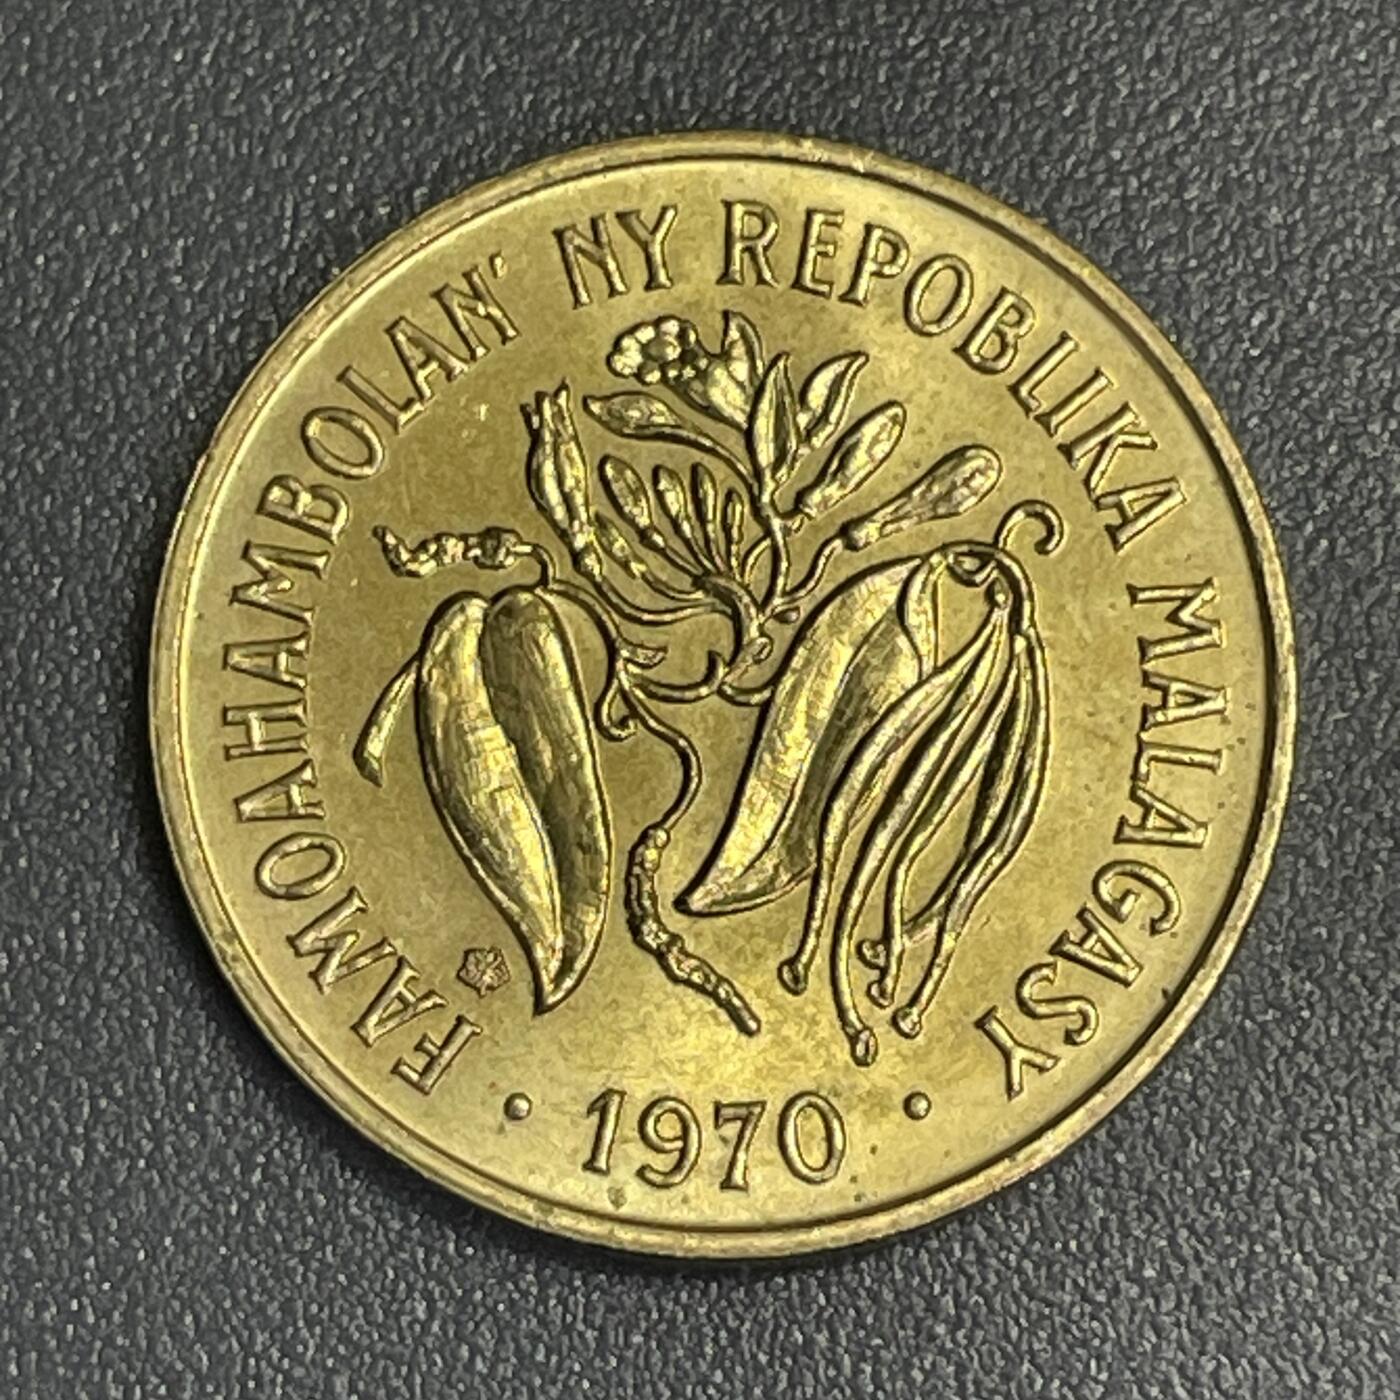 FAMOAHAMBOLAN' NY REPOBLIKA MALAGASY
• 1970 •